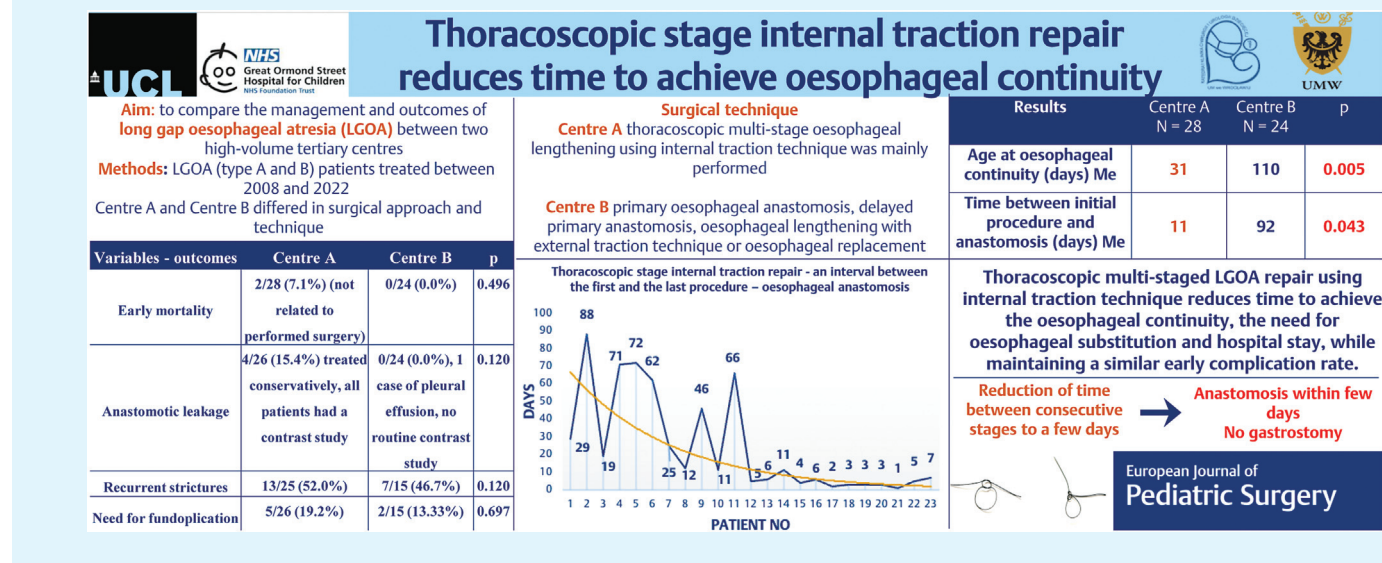 Thoracoscopic stage internal traction repair
reduces time to achieve oesophageal continuity
UCL
NHS
Great Ormond Street
Hospital for Children
NHS Foundation Trust
UMW
Aim: to compare the management and outcomes of
long gap oesophageal atresia (LGOA) between two
high-volume tertiary centres
Methods: LGOA (type A and B) patients treated between
2008 and 2022
Centre A and Centre B differed in surgical approach and
technique
Variables - outcomes Centre A Centre B p
Early mortality 2/28 (7.1%) (not 0/24 (0.0%) 0.496
related to
performed surgery)
Anastomotic leakage 4/26 (15.4%) treated 0/24 (0.0%), 1 0.120
conservatively, all case of pleural
patients had a effusion, no
contrast study routine contrast
study
Recurrent strictures 13/25 (52.0%) 7/15 (46.7%) 0.120
Need for fundoplication 5/26 (19.2%) 2/15 (13.33%) 0.697
Surgical technique
Centre A thoracoscopic multi-stage oesophageal
lengthening using internal traction technique was mainly
performed
Centre B primary oesophageal anastomosis, delayed
primary anastomosis, oesophageal lengthening with
external traction technique or oesophageal replacement
Thoracoscopic stage internal traction repair - an interval between
the first and the last procedure – oesophageal anastomosis
DAYS
100
90
80
70
60
50
40
30
20
10
0
29 88 19 71 72 62 25 12 46 11 66 5 6 11 4 6 2 3 3 3 1 5 7
1 2 3 4 5 6 7 8 9 10 11 12 13 14 15 16 17 18 19 20 21 22 23
PATIENT NO
Results Centre A Centre B p
N = 28 N = 24
Age at oesophageal
continuity (days) Me 31 110 0.005
Time between initial
procedure and 11 92 0.043
anastomosis (days) Me
Thoracoscopic multi-staged LGOA repair using
internal traction technique reduces time to achieve
the oesophageal continuity, the need for
oesophageal substitution and hospital stay, while
maintaining a similar early complication rate.
Reduction of time
between consecutive
stages to a few days
Anastomosis within few
days
No gastrostomy
European Journal of
Pediatric Surgery